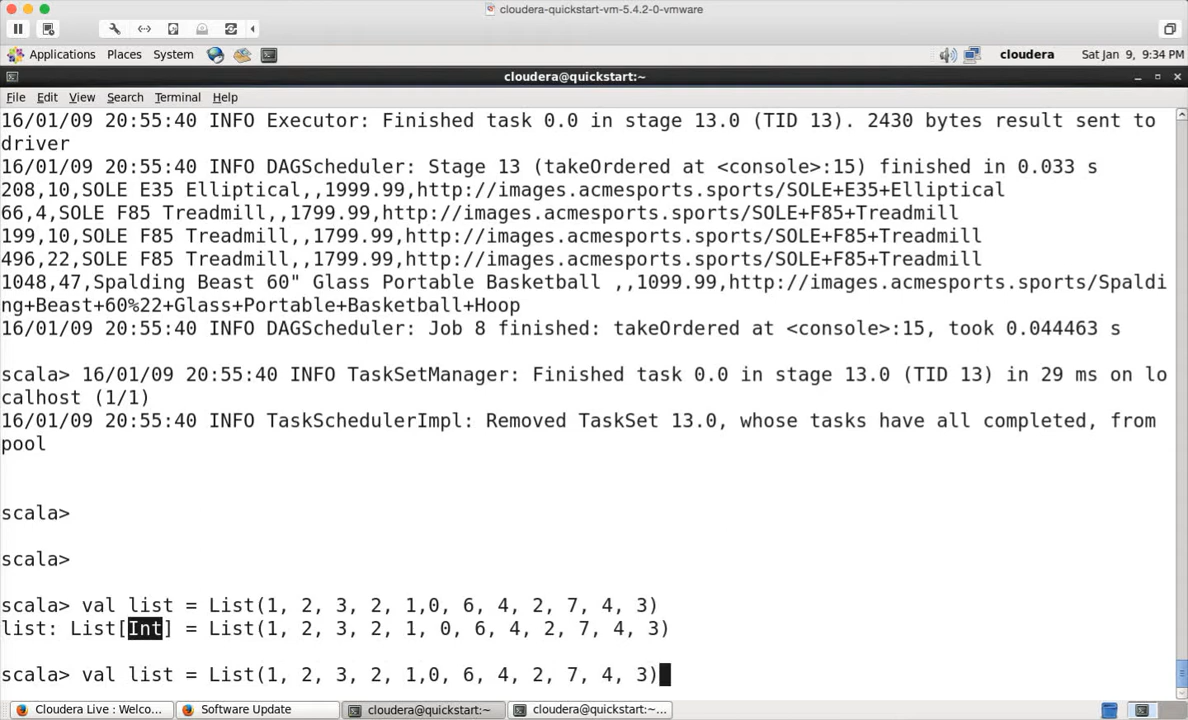 cloudera-quickstart-vm-5.4.2-0-vmware
Applications Places System cloudera Sat Jan 9, 9:34 PM
cloudera@quickstart:~
File Edit View Search Terminal Help
16/01/09 20:55:40 INFO Executor: Finished task 0.0 in stage 13.0 (TID 13). 2430 bytes result sent to
driver
16/01/09 20:55:40 INFO DAGScheduler: Stage 13 (takeOrdered at <console>:15) finished in 0.033 s
208,10,SOLE E35 Elliptical,,1999.99,http://images.acmesports.sports/SOLE+E35+Elliptical
66,4,SOLE F85 Treadmill,,1799.99,http://images.acmesports.sports/SOLE+F85+Treadmill
199,10,SOLE F85 Treadmill,,1799.99,http://images.acmesports.sports/SOLE+F85+Treadmill
496,22,SOLE F85 Treadmill,,1799.99,http://images.acmesports.sports/SOLE+F85+Treadmill
1048,47,Spalding Beast 60" Glass Portable Basketball ,,1099.99,http://images.acmesports.sports/Spaldi
ng+Beast+60%22+Glass+Portable+Basketball+Hoop
16/01/09 20:55:40 INFO DAGScheduler: Job 8 finished: takeOrdered at <console>:15, took 0.044463 s
scala> 16/01/09 20:55:40 INFO TaskSetManager: Finished task 0.0 in stage 13.0 (TID 13) in 29 ms on lo
calhost (1/1)
16/01/09 20:55:40 INFO TaskSchedulerImpl: Removed TaskSet 13.0, whose tasks have all completed, from
pool
scala>
scala>
scala> val list = List(1, 2, 3, 2, 1,0, 6, 4, 2, 7, 4, 3)
list: List[Int] = List(1, 2, 3, 2, 1, 0, 6, 4, 2, 7, 4, 3)
scala> val list = List(1, 2, 3, 2, 1,0, 6, 4, 2, 7, 4, 3)
Cloudera Live : Welco... Software Update cloudera@quickstart:~ cloudera@quickstart:~...